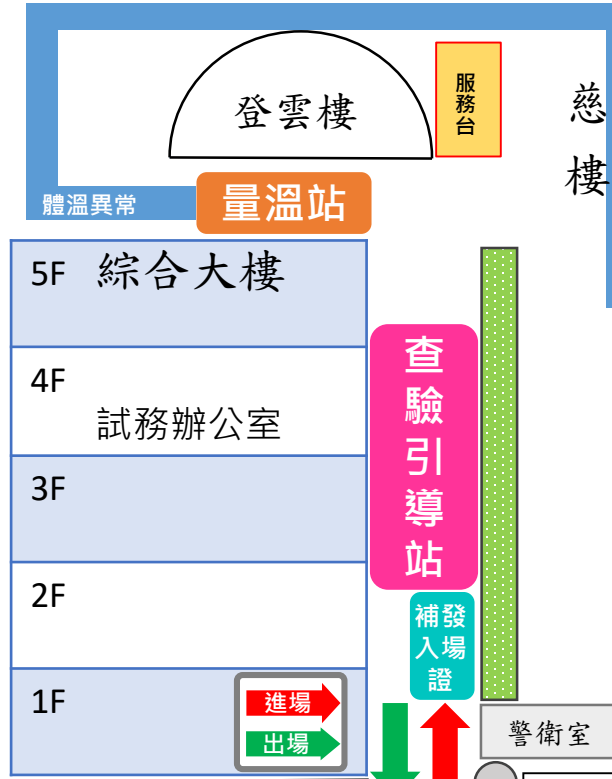 登雲樓
服務台
慈
樓
體溫異常
量溫站
5F 綜合大樓
4F
試務辦公室
3F
2F
1F
查驗引導站
補發
入場
證
進場
出場
警衛室